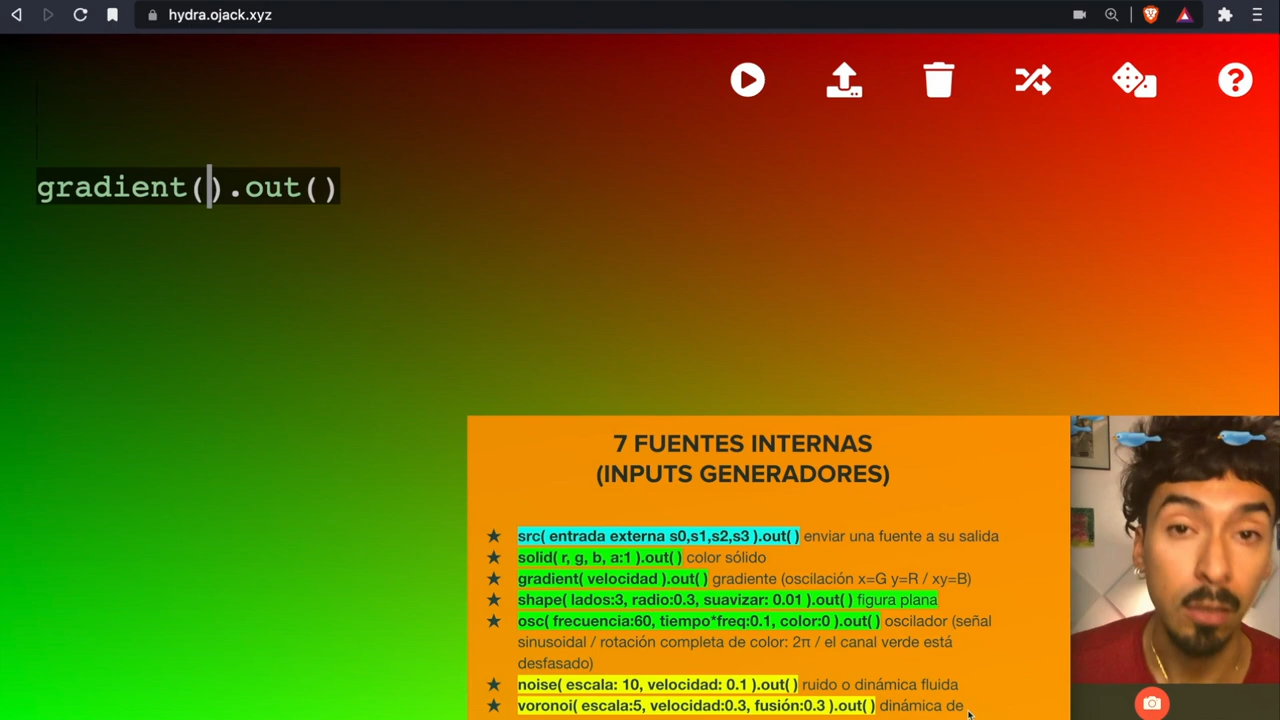 hydra.ojack.xyz
gradient().out()
7 FUENTES INTERNAS
(INPUTS GENERADORES)
★ src( entrada externa s0,s1,s2,s3 ).out( ) enviar una fuente a su salida
★ solid( r, g, b, a:1 ).out( ) color sólido
★ gradient( velocidad ).out( ) gradiente (oscilación x=G y=R / xy=B)
★ shape( lados:3, radio:0.3, suavizar: 0.01 ).out( ) figura plana
★ osc( frecuencia:60, tiempo*freq:0.1, color:0 ).out( ) oscilador (señal
sinusoidal / rotación completa de color: 2π / el canal verde está
desfasado)
★ noise( escala: 10, velocidad: 0.1 ).out( ) ruido o dinámica fluida
★ voronoi( escala:5, velocidad:0.3, fusión:0.3 ).out( ) dinámica de